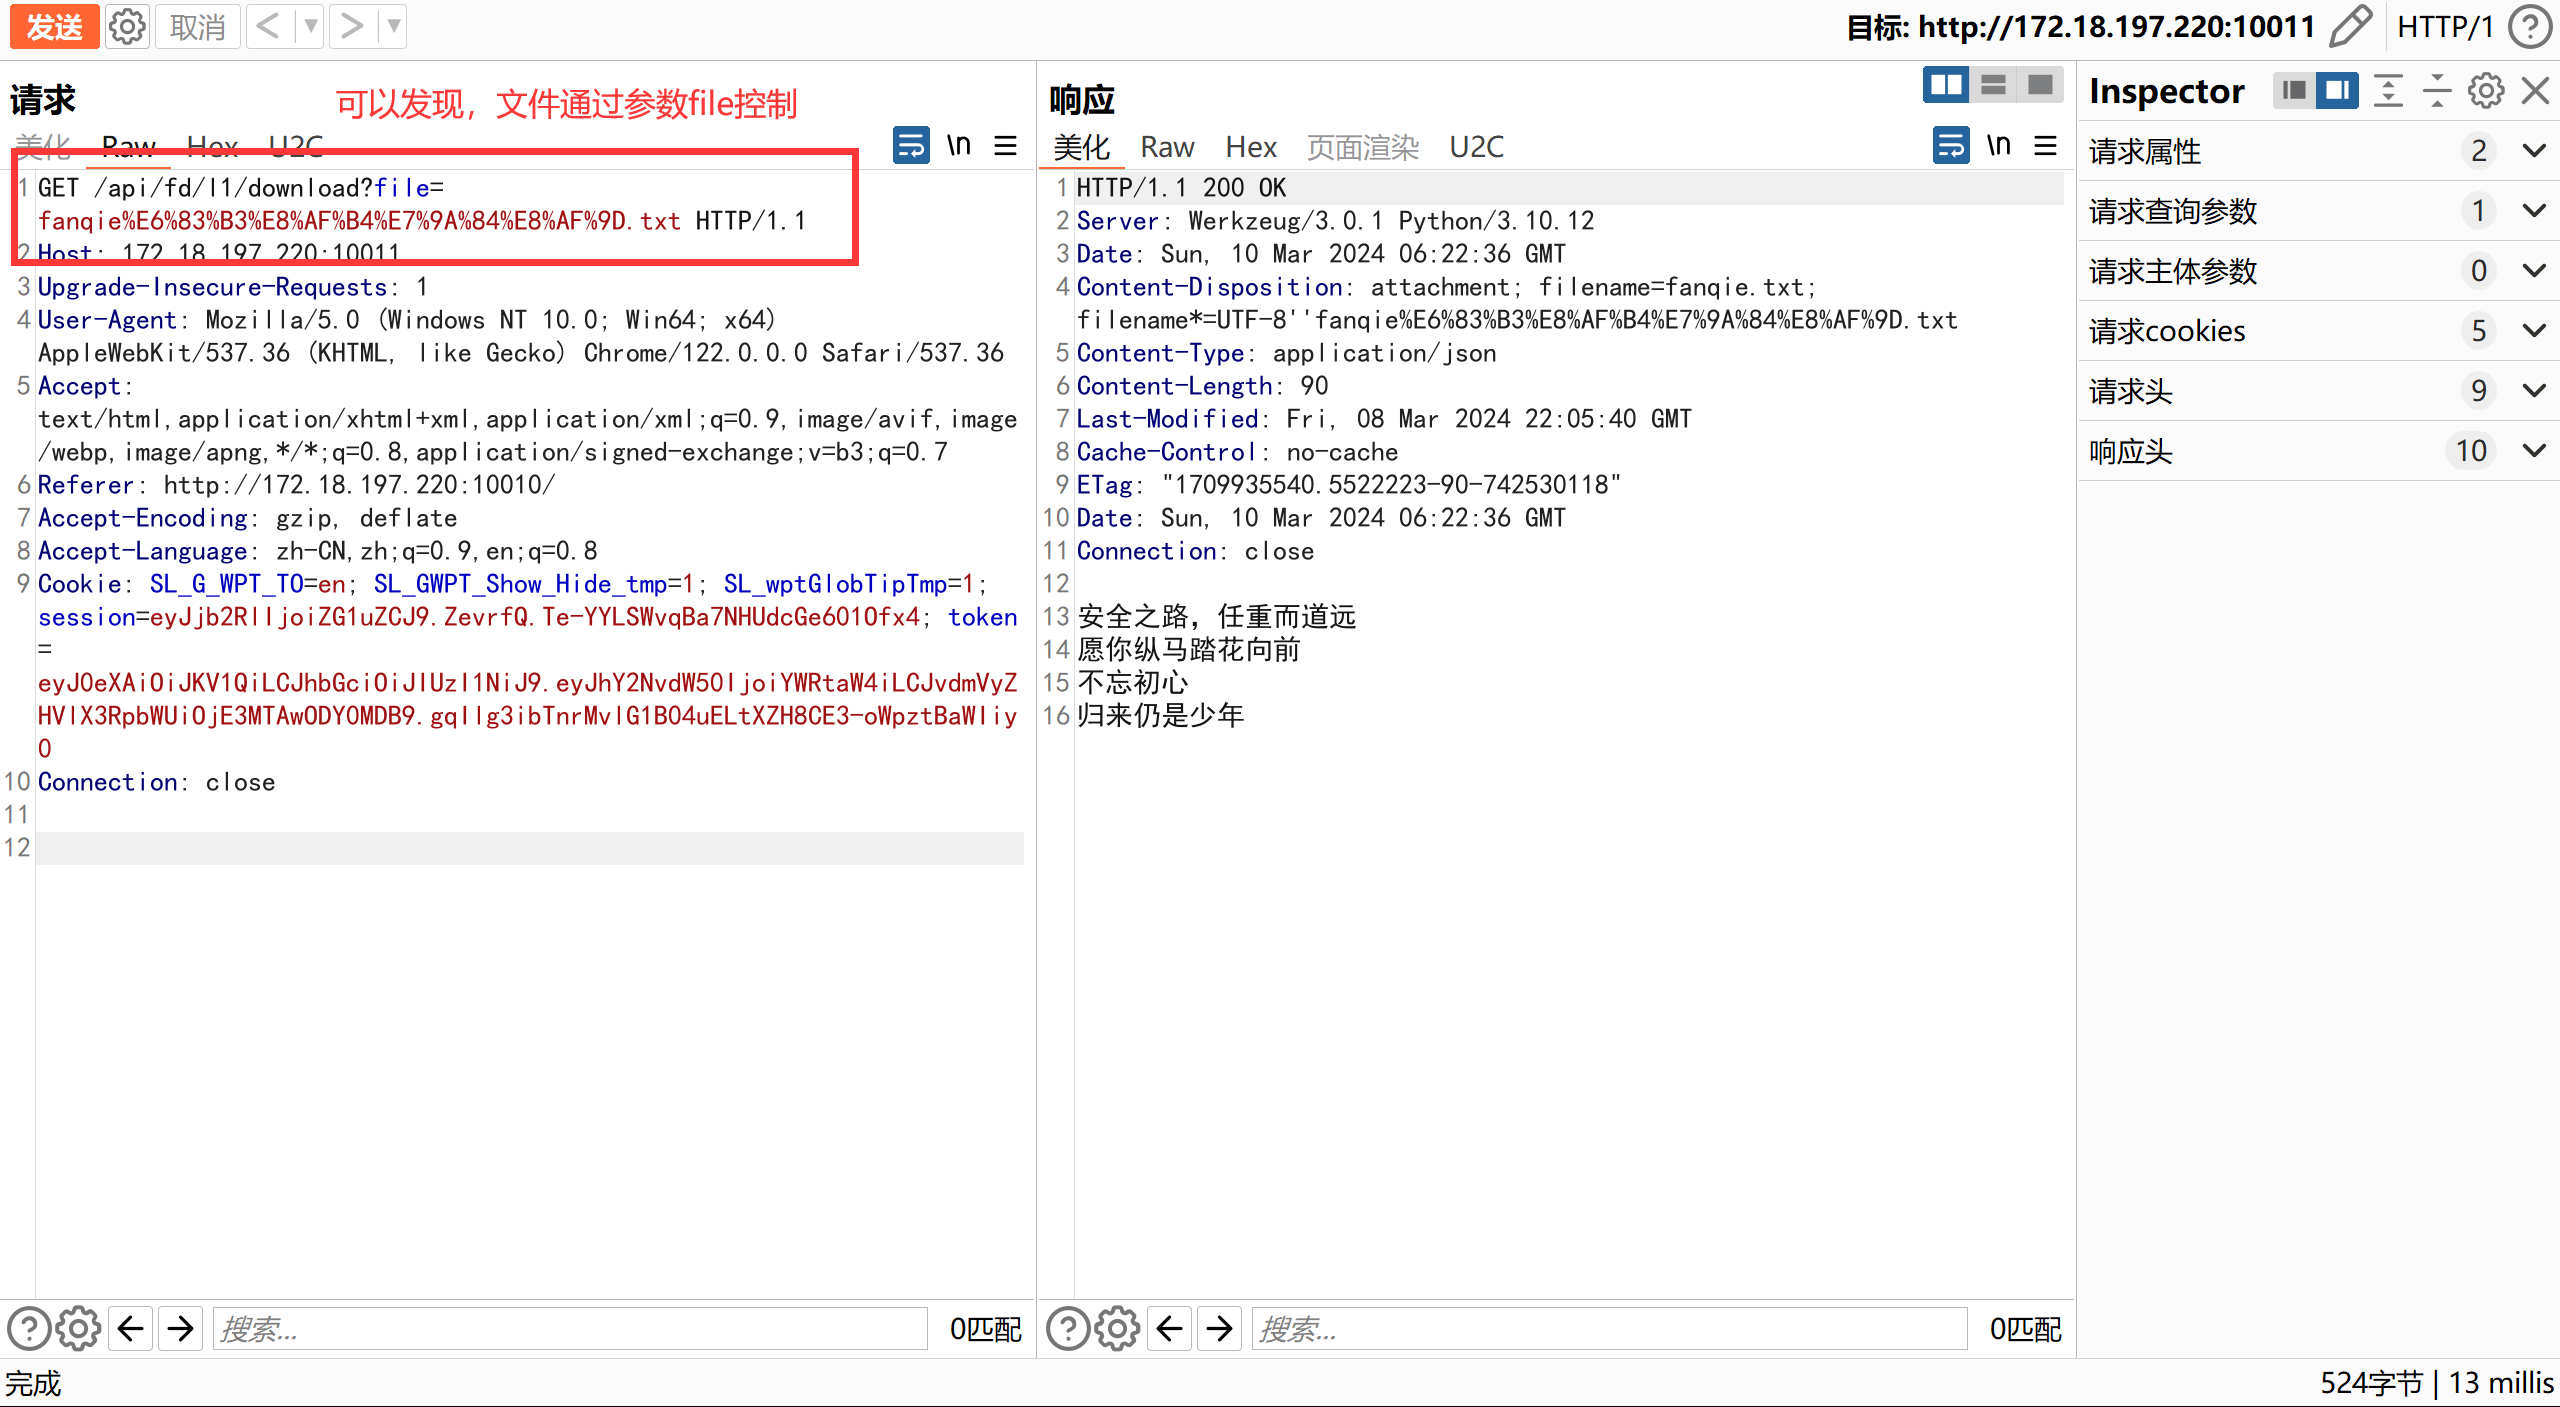 发送 取消 目标: http://172.18.197.220:10011 HTTP/1
请求
可以发现，文件通过参数file控制
美化 Raw Hex U2C \n
1 GET /api/fd/l1/download?file=
fanqie%E6%83%B3%E8%AF%B4%E7%9A%84%E8%AF%9D.txt HTTP/1.1
2 Host: 172.18.197.220:10011
3 Upgrade-Insecure-Requests: 1
4 User-Agent: Mozilla/5.0 (Windows NT 10.0; Win64; x64)
AppleWebKit/537.36 (KHTML, like Gecko) Chrome/122.0.0.0 Safari/537.36
5 Accept:
text/html,application/xhtml+xml,application/xml;q=0.9,image/avif,image
/webp,image/apng,*/*;q=0.8,application/signed-exchange;v=b3;q=0.7
6 Referer: http://172.18.197.220:10010/
7 Accept-Encoding: gzip, deflate
8 Accept-Language: zh-CN,zh;q=0.9,en;q=0.8
9 Cookie: SL_G_WPT_TO=en; SL_GWPT_Show_Hide_tmp=1; SL_wptGlobTipTmp=1;
session=eyJjb2RlIjoiZG1uZCJ9.ZevrfQ.Te-YYLSWvqBa7NHUdcGe6010fx4; token
=
eyJ0eXAiOiJKV1QiLCJhbGciOiJIUzI1NiJ9.eyJhY2NvdW50IjoiYWRtaW4iLCJvdmVyZ
HVlX3RpbWUiOjE3MTAwODY0MDB9.gqIlg3ibTnrMvIG1B04uELtXZH8CE3-oWpztBaWIiy
0
10 Connection: close
11
12
搜索... 0匹配
响应
美化 Raw Hex 页面渲染 U2C \n
1 HTTP/1.1 200 OK
2 Server: Werkzeug/3.0.1 Python/3.10.12
3 Date: Sun, 10 Mar 2024 06:22:36 GMT
4 Content-Disposition: attachment; filename=fanqie.txt;
filename*=UTF-8''fanqie%E6%83%B3%E8%AF%B4%E7%9A%84%E8%AF%9D.txt
5 Content-Type: application/json
6 Content-Length: 90
7 Last-Modified: Fri, 08 Mar 2024 22:05:40 GMT
8 Cache-Control: no-cache
9 ETag: "1709935540.5522223-90-742530118"
10 Date: Sun, 10 Mar 2024 06:22:36 GMT
11 Connection: close
12
13 安全之路，任重而道远
14 愿你纵马踏花向前
15 不忘初心
16 归来仍是少年
搜索... 0匹配
Inspector
请求属性 2
请求查询参数 1
请求主体参数 0
请求cookies 5
请求头 9
响应头 10
完成 524字节 | 13 millis